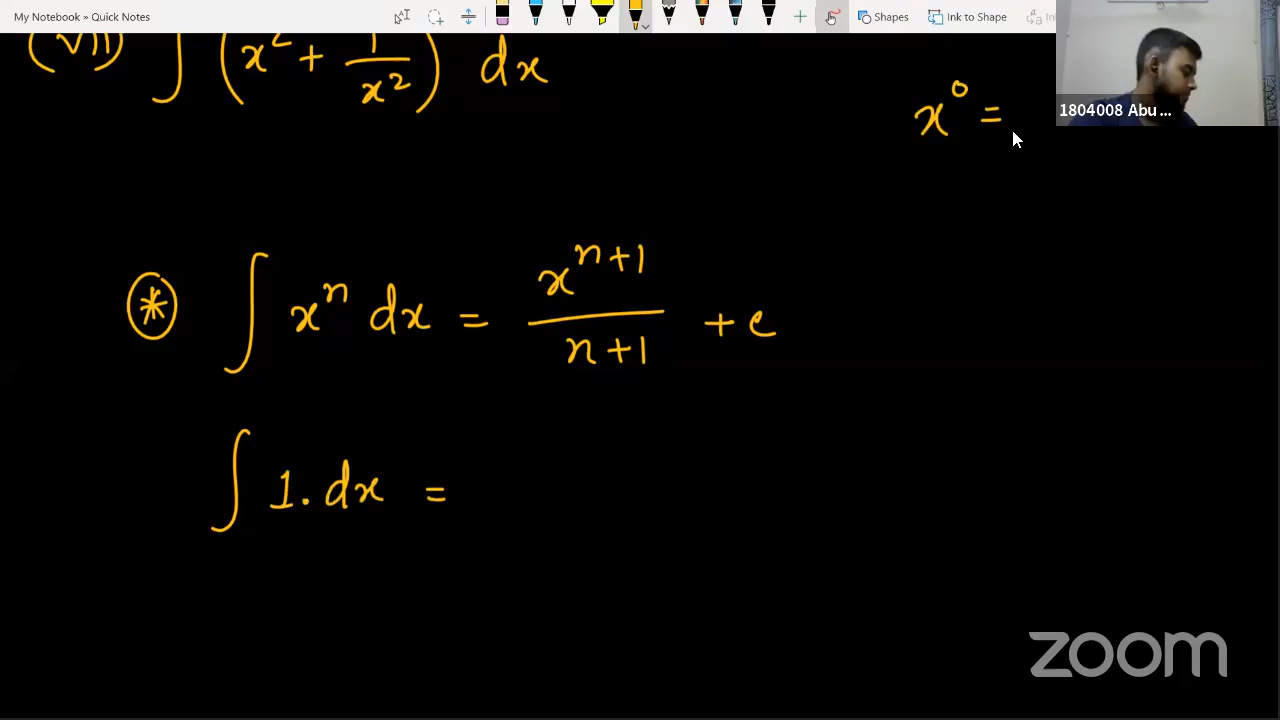 My Notebook » Quick Notes
Shapes
Ink to Shape
(VII) ∫ (x² + 1/x²) dx
x⁰ =
1804008 Abu ...
⊛ ∫ xⁿ dx = xⁿ⁺¹/n+1 + c
∫ 1. dx =
zoom